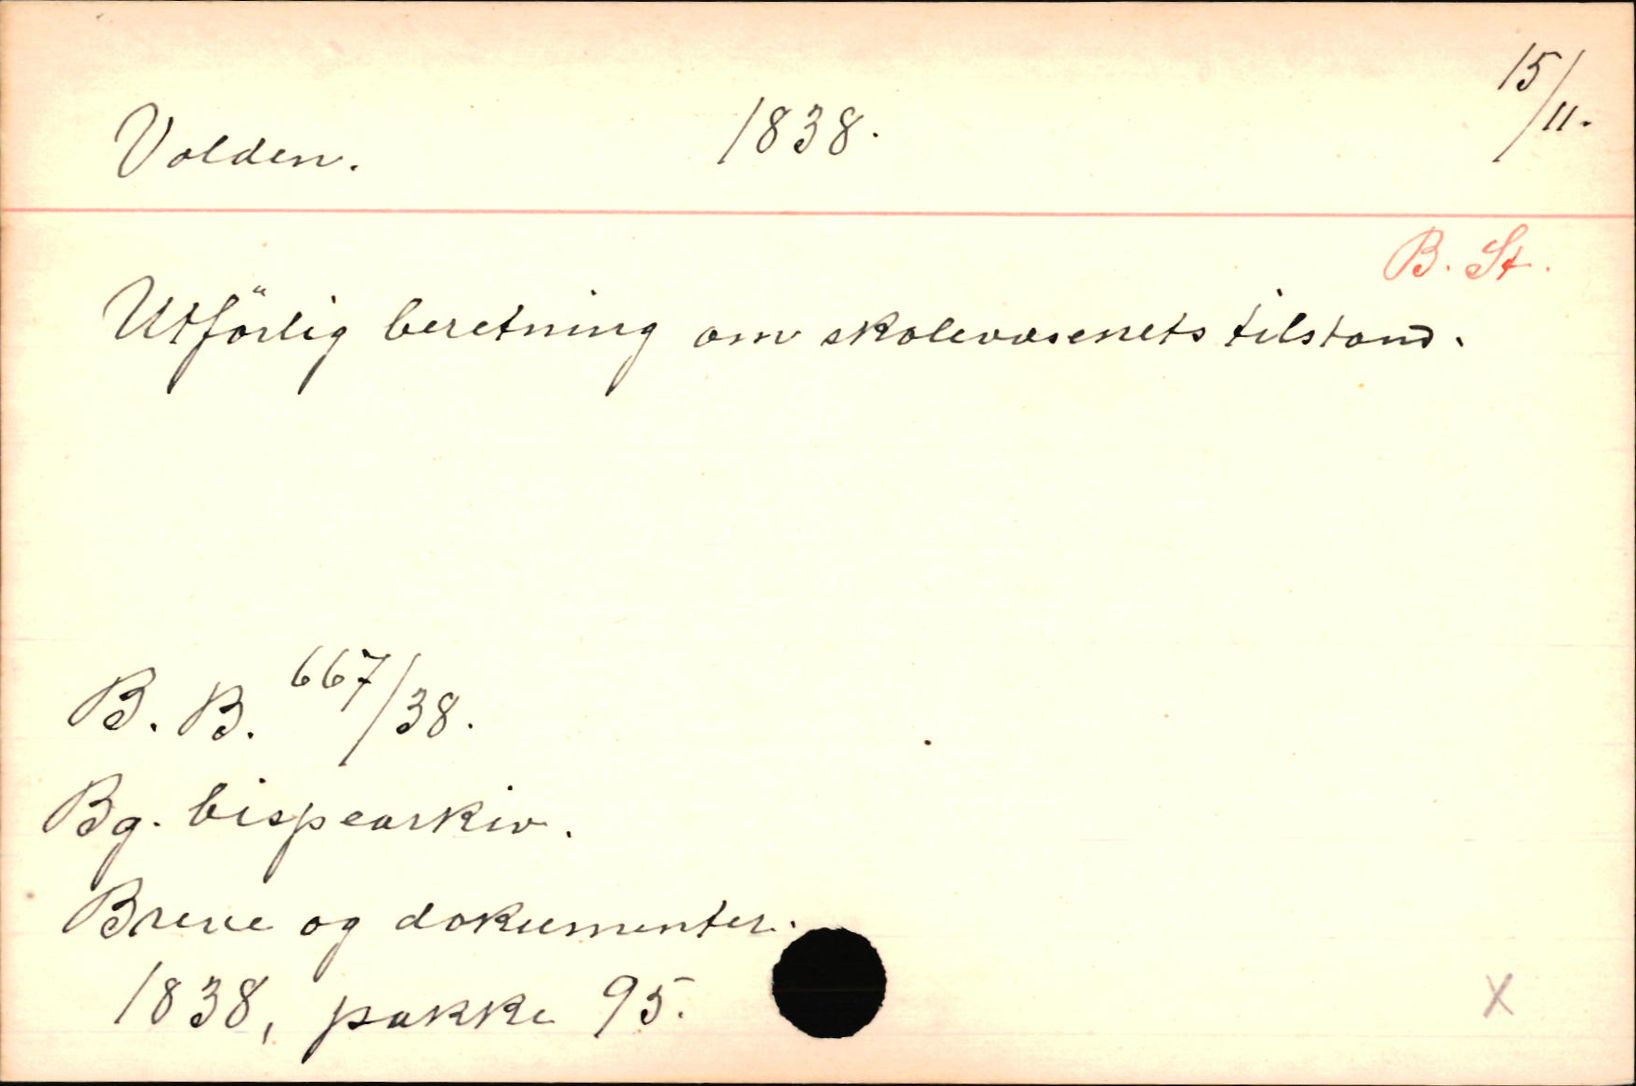 Volden. 1838. 15/11.
B. St.
Utförlig beretning om skolevæsenets tilstand.
B. B. 667/38.
Bg. bispearkiv.
Breve og dokumenter.
1838, pakke 95.
X